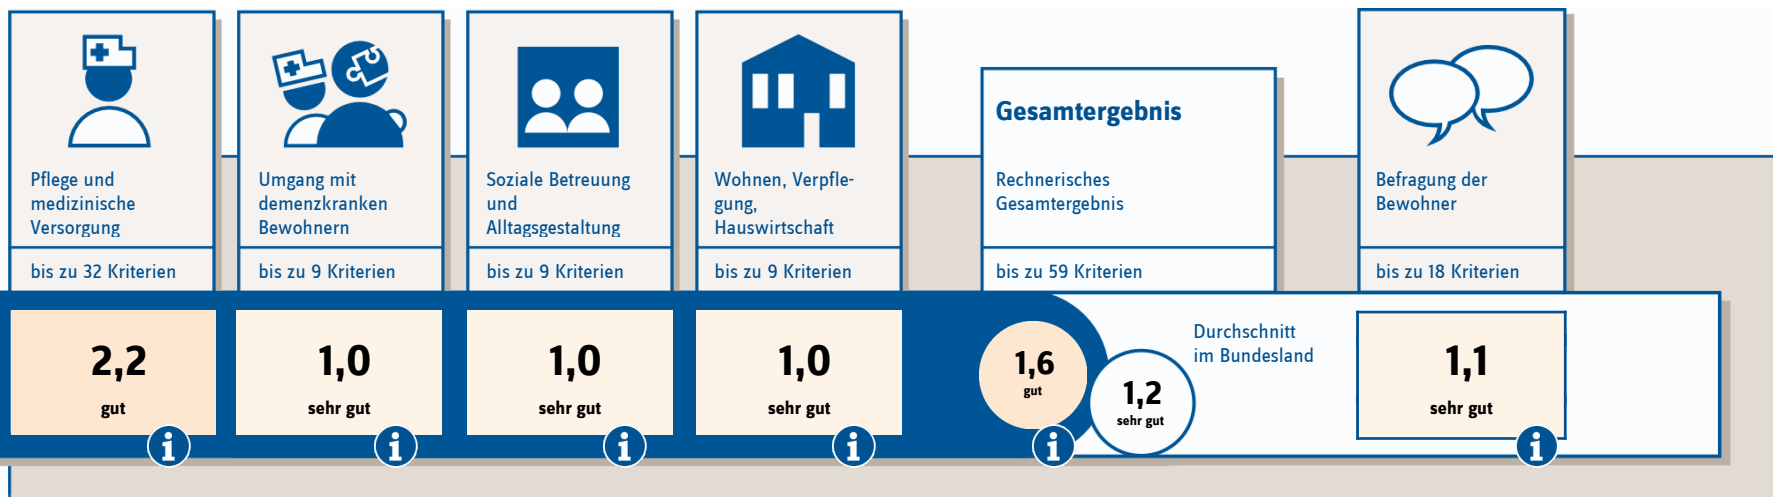 Pflege und
medizinische
Versorgung
bis zu 32 Kriterien
2,2
gut
i
Umgang mit
demenzkranken
Bewohnern
bis zu 9 Kriterien
1,0
sehr gut
i
Soziale Betreuung
und
Alltagsgestaltung
bis zu 9 Kriterien
1,0
sehr gut
i
Wohnen, Verpfle-
gung,
Hauswirtschaft
bis zu 9 Kriterien
1,0
sehr gut
i
Gesamtergebnis
Rechnerisches
Gesamtergebnis
bis zu 59 Kriterien
1,6
gut
i
1,2
sehr gut
Durchschnitt
im Bundesland
Befragung der
Bewohner
bis zu 18 Kriterien
1,1
sehr gut
i